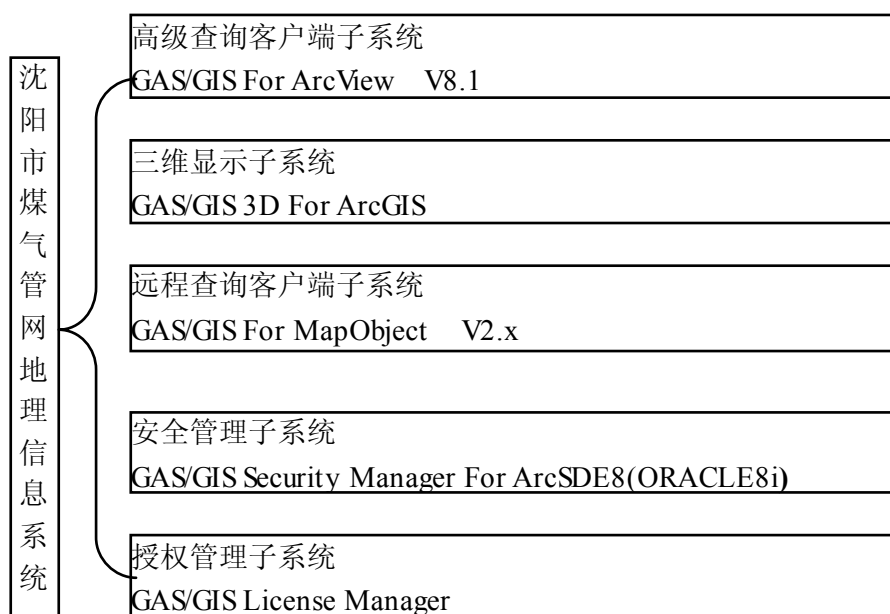 沈阳市煤气管网地理信息系统
高级查询客户端子系统
GAS/GIS For ArcView V8.1
三维显示子系统
GAS/GIS 3D For ArcGIS
远程查询客户端子系统
GAS/GIS For MapObject V2.x
安全管理子系统
GAS/GIS Security Manager For ArcSDE8(ORACLE8i)
授权管理子系统
GAS/GIS License Manager